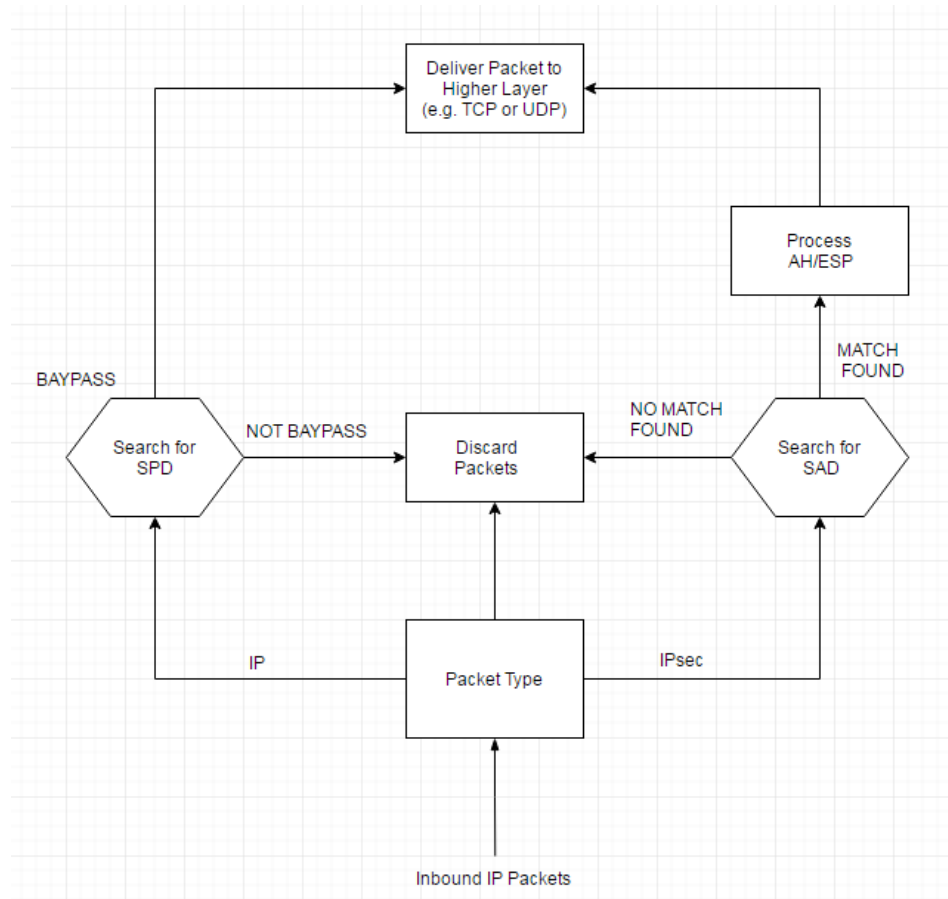 Deliver Packet to
Higher Layer
(e.g. TCP or UDP)
Process
AH/ESP
MATCH
FOUND
BAYPASS
NO MATCH
FOUND
NOT BAYPASS
Search for
SPD
Discard
Packets
Search for
SAD
IP
IPsec
Packet Type
Inbound IP Packets